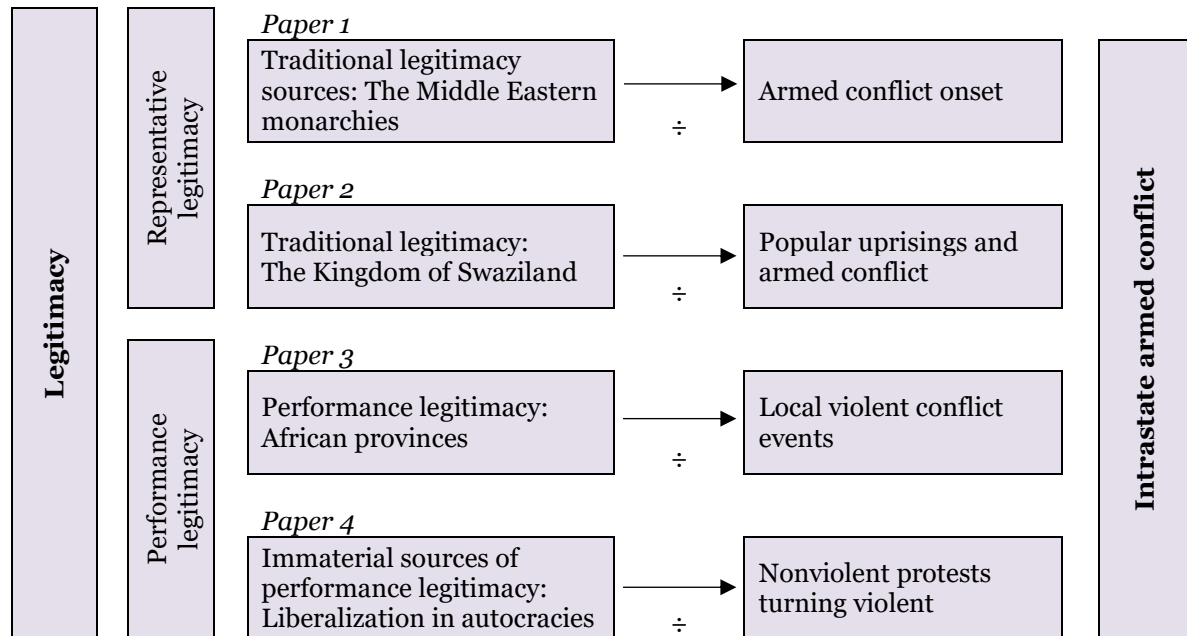 Legitimacy
Representative
legitimacy
Paper 1
Traditional legitimacy
sources: The Middle Eastern
monarchies
÷
Armed conflict onset
Paper 2
Traditional legitimacy:
The Kingdom of Swaziland
÷
Popular uprisings and
armed conflict
Performance
legitimacy
Paper 3
Performance legitimacy:
African provinces
÷
Local violent conflict
events
Paper 4
Immaterial sources of
performance legitimacy:
Liberalization in autocracies
÷
Nonviolent protests
turning violent
Intrastate armed conflict